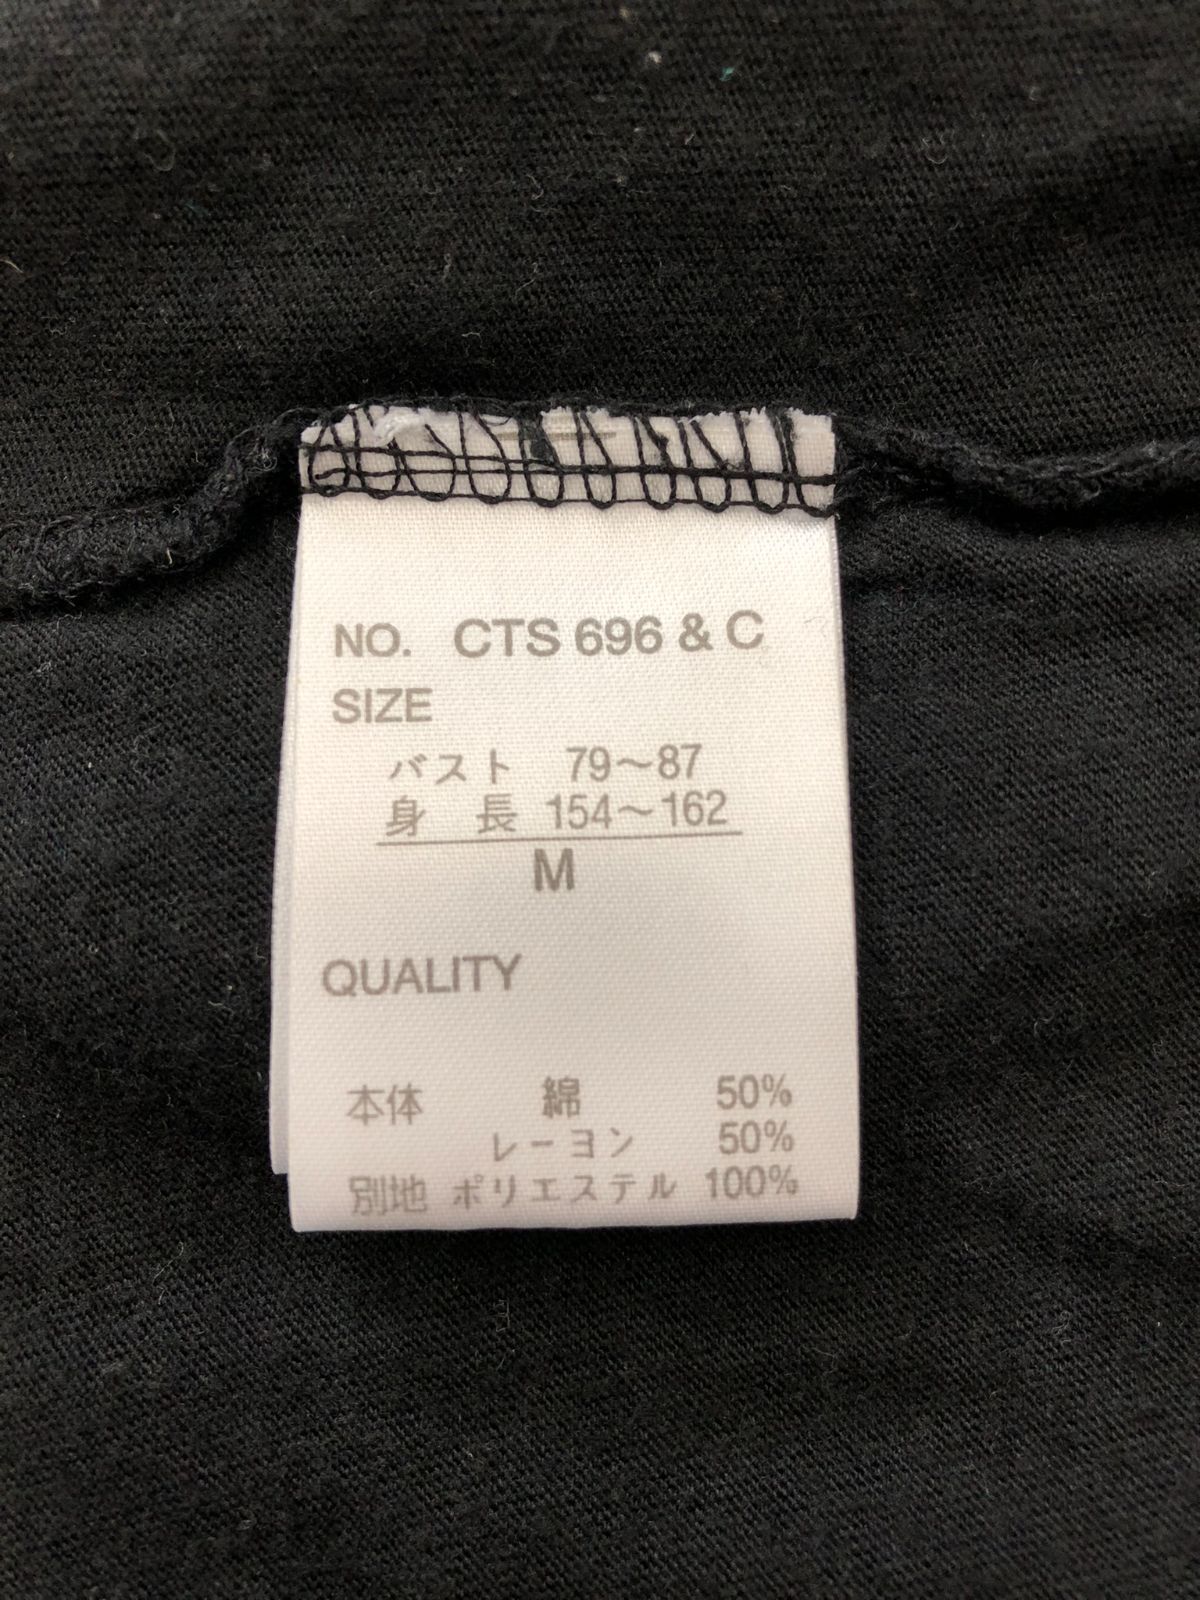 NO. CTS 696 & C
SIZE
バスト 79～87
身 長 154～162
M
QUALITY
本体 綿 50%
レーヨン 50%
別地 ポリエステル 100%